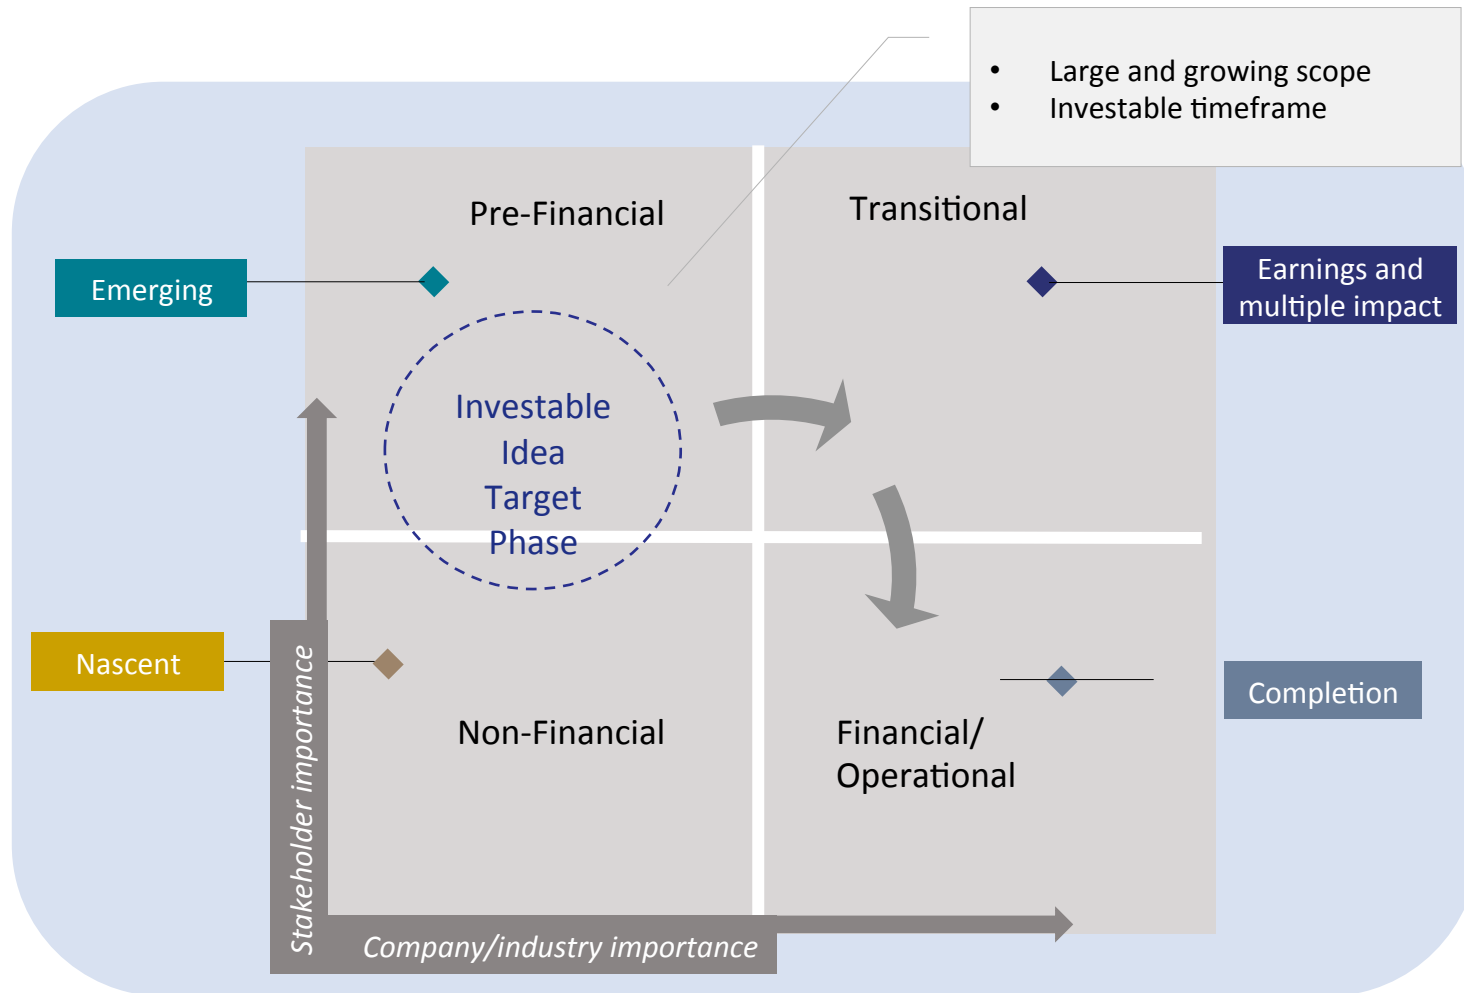 • Large and growing scope
• Investable timeframe
Pre-Financial
Transitional
Emerging
Earnings and
multiple impact
Investable
Idea
Target
Phase
Nascent
Completion
Non-Financial
Financial/
Operational
Stakeholder importance
Company/industry importance